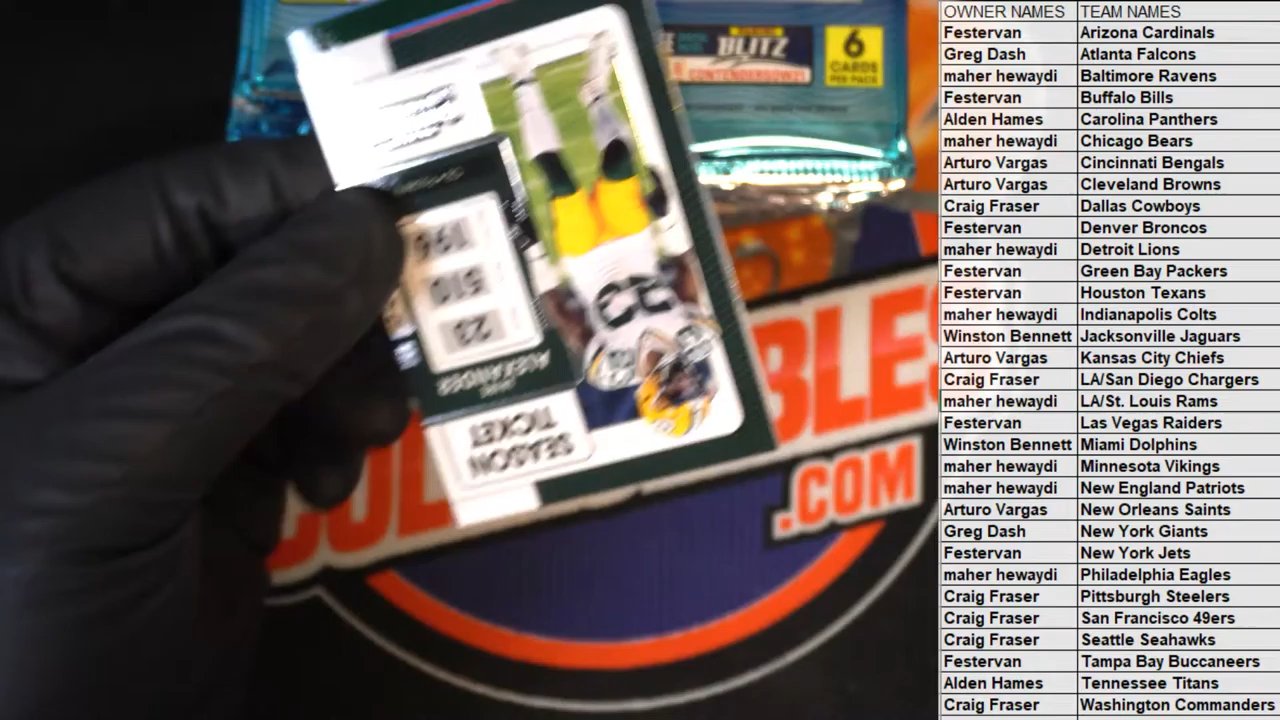 BLITZ
CONTENDERS
6
CARDS
PER PACK
196
510
23
ALEXANDER
SEASON
TICKET
23
BLES
.COM
OWNER NAMES TEAM NAMES
Festervan Arizona Cardinals
Greg Dash Atlanta Falcons
maher hewaydi Baltimore Ravens
Festervan Buffalo Bills
Alden Hames Carolina Panthers
maher hewaydi Chicago Bears
Arturo Vargas Cincinnati Bengals
Arturo Vargas Cleveland Browns
Craig Fraser Dallas Cowboys
Festervan Denver Broncos
maher hewaydi Detroit Lions
Festervan Green Bay Packers
Festervan Houston Texans
maher hewaydi Indianapolis Colts
Winston Bennett Jacksonville Jaguars
Arturo Vargas Kansas City Chiefs
Craig Fraser LA/San Diego Chargers
maher hewaydi LA/St. Louis Rams
Festervan Las Vegas Raiders
Winston Bennett Miami Dolphins
maher hewaydi Minnesota Vikings
maher hewaydi New England Patriots
Arturo Vargas New Orleans Saints
Greg Dash New York Giants
Festervan New York Jets
maher hewaydi Philadelphia Eagles
Craig Fraser Pittsburgh Steelers
Craig Fraser San Francisco 49ers
Craig Fraser Seattle Seahawks
Festervan Tampa Bay Buccaneers
Alden Hames Tennessee Titans
Craig Fraser Washington Commanders